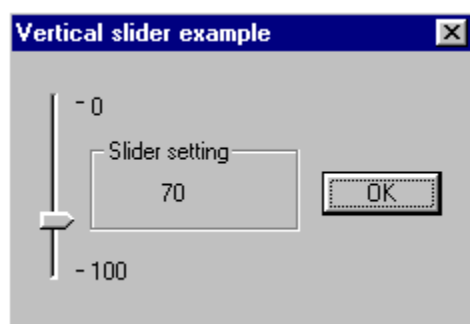 Vertical slider example
- 0
Slider setting
70
OK
- 100